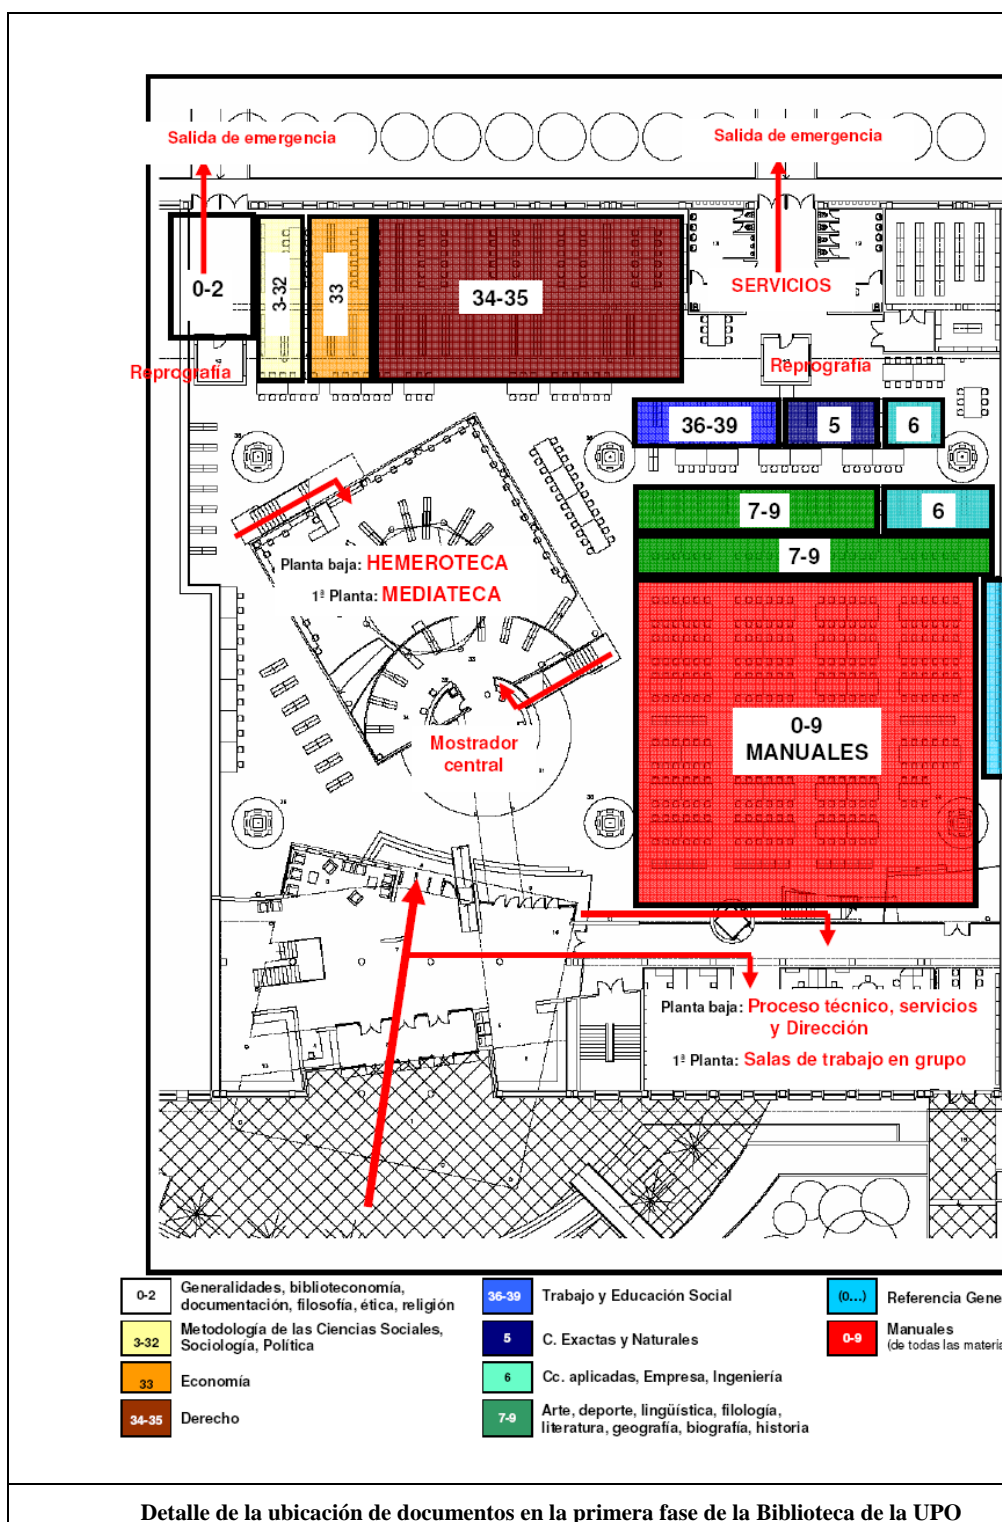 Salida de emergencia
Salida de emergencia
0-2
3-32
33
34-35
SERVICIOS
Reprografía
Reprografía
36-39
5
6
7-9
6
7-9
Planta baja: HEMEROTECA
1ª Planta: MEDIATECA
0-9
MANUALES
Mostrador
central
Planta baja: Proceso técnico, servicios
y Dirección
1ª Planta: Salas de trabajo en grupo
0-2 Generalidades, biblioteconomía,
documentación, filosofía, ética, religión
3-32 Metodología de las Ciencias Sociales,
Sociología, Política
33 Economía
34-35 Derecho
36-39 Trabajo y Educación Social
5 C. Exactas y Naturales
6 Cc. aplicadas, Empresa, Ingeniería
7-9 Arte, deporte, lingüística, filología,
literatura, geografía, biografía, historia
(0...) Referencia Gene
0-9 Manuales
(de todas las materia
Detalle de la ubicación de documentos en la primera fase de la Biblioteca de la UPO